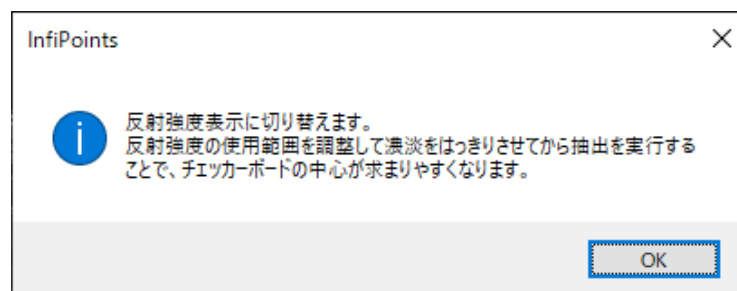 InfiPoints
反射強度表示に切り替えます。
反射強度の使用範囲を調整して濃淡をはっきりさせてから抽出を実行する
ことで、チェッカーボードの中心が求まりやすくなります。
OK